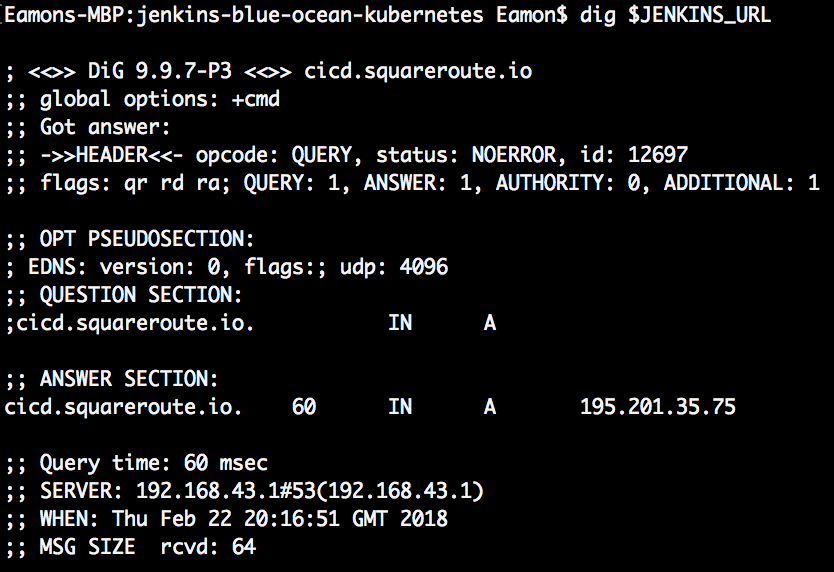 Eamons-MBP:jenkins-blue-ocean-kubernetes Eamon$ dig $JENKINS_URL
; <<>> DiG 9.9.7-P3 <<>> cicd.squareroute.io
;; global options: +cmd
;; Got answer:
;; ->>HEADER<<- opcode: QUERY, status: NOERROR, id: 12697
;; flags: qr rd ra; QUERY: 1, ANSWER: 1, AUTHORITY: 0, ADDITIONAL: 1
;; OPT PSEUDOSECTION:
; EDNS: version: 0, flags:; udp: 4096
;; QUESTION SECTION:
;cicd.squareroute.io. IN A
;; ANSWER SECTION:
cicd.squareroute.io. 60 IN A 195.201.35.75
;; Query time: 60 msec
;; SERVER: 192.168.43.1#53(192.168.43.1)
;; WHEN: Thu Feb 22 20:16:51 GMT 2018
;; MSG SIZE rcvd: 64